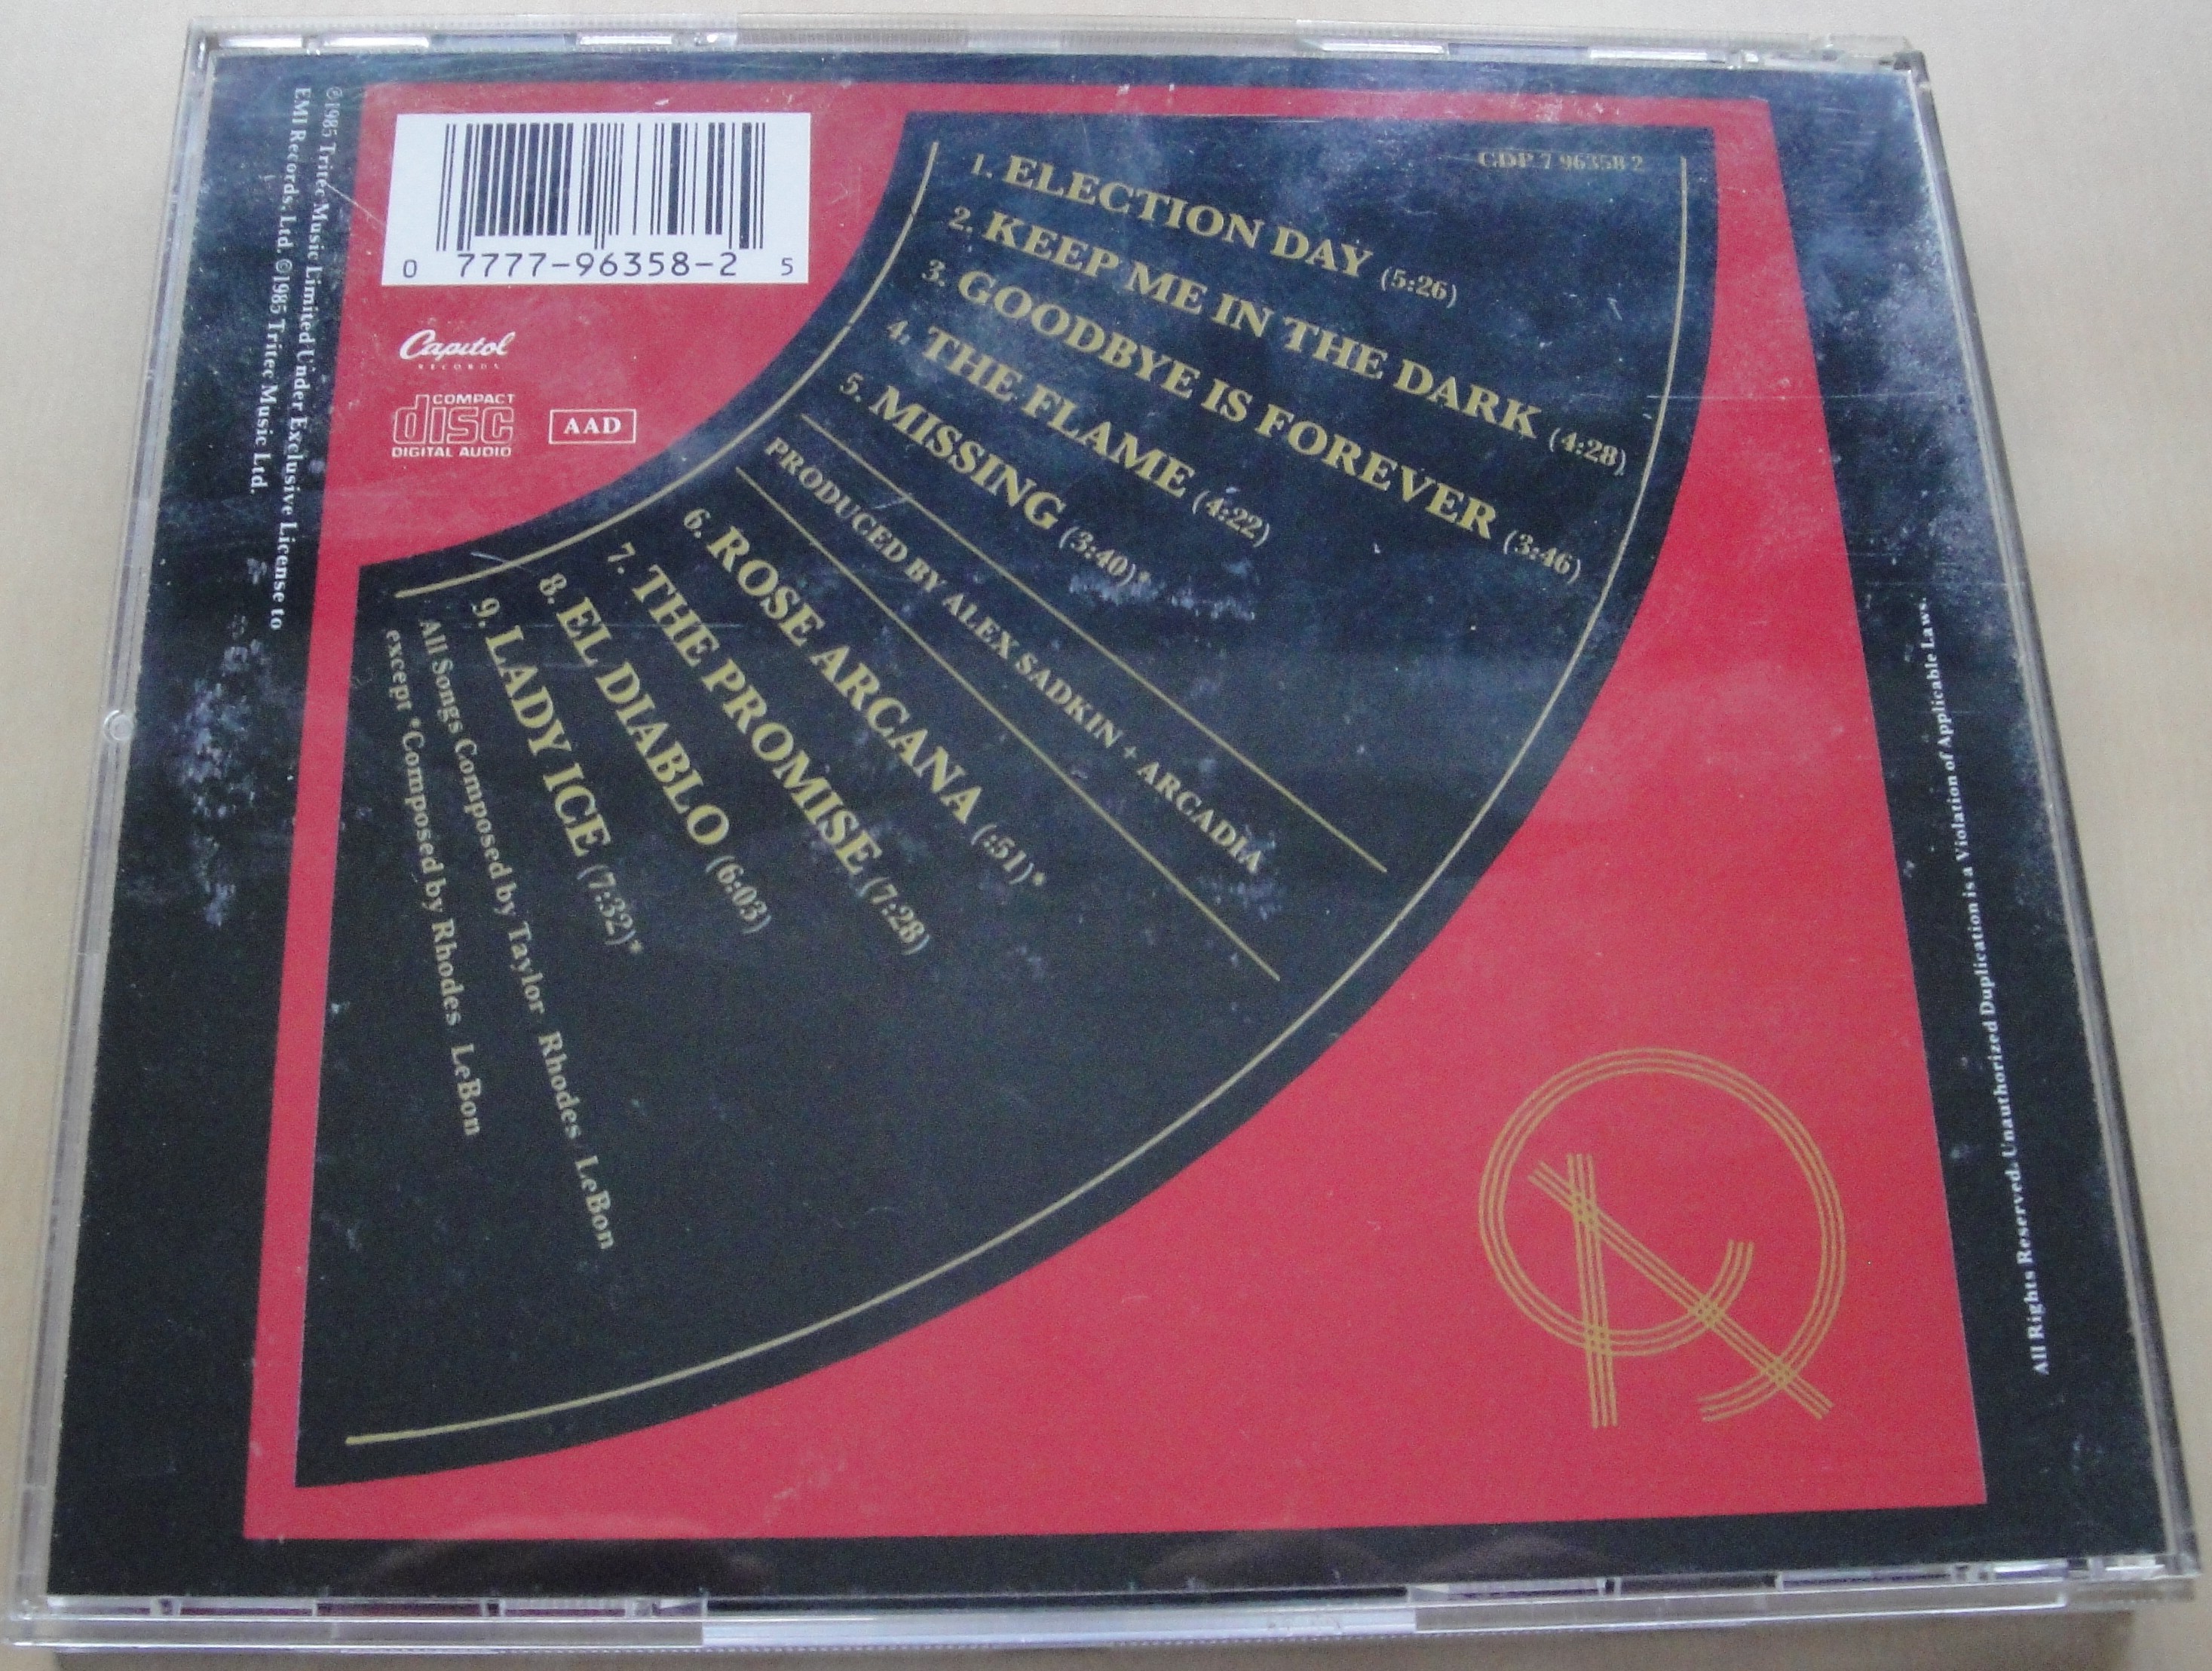 ℗1985 Tritec Music Limited Under Exclusive License to
EMI Records, Ltd. ©1985 Tritec Music Ltd.
0 7777-96358-2 5
Capitol
RECORDS
COMPACT
disc
DIGITAL AUDIO
AAD
CDP 7 96358 2
1. ELECTION DAY (5:26)
2. KEEP ME IN THE DARK (4:28)
3. GOODBYE IS FOREVER (3:46)
4. THE FLAME (4:22)
5. MISSING (3:40)*
PRODUCED BY ALEX SADKIN + ARCADIA
6. ROSE ARCANA (:51)*
7. THE PROMISE (7:28)
8. EL DIABLO (6:03)
9. LADY ICE (7:32)*
All Songs Composed by Taylor Rhodes LeBon
except *Composed by Rhodes LeBon
All Rights Reserved. Unauthorized Duplication is a Violation of Applicable Laws.